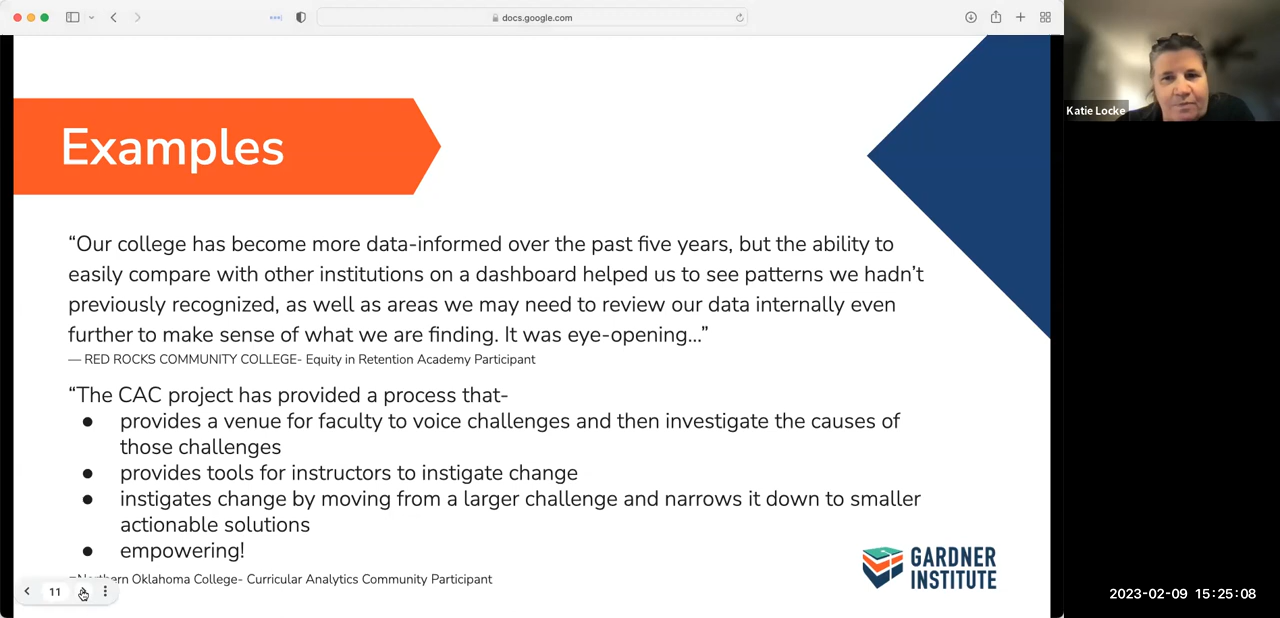 docs.google.com
Katie Locke
Examples
“Our college has become more data-informed over the past five years, but the ability to
easily compare with other institutions on a dashboard helped us to see patterns we hadn’t
previously recognized, as well as areas we may need to review our data internally even
further to make sense of what we are finding. It was eye-opening...”
— RED ROCKS COMMUNITY COLLEGE- Equity in Retention Academy Participant
“The CAC project has provided a process that-
● provides a venue for faculty to voice challenges and then investigate the causes of
those challenges
● provides tools for instructors to instigate change
● instigates change by moving from a larger challenge and narrows it down to smaller
actionable solutions
● empowering!
Northern Oklahoma College- Curricular Analytics Community Participant
GARDNER
INSTITUTE
11
2023-02-09 15:25:08